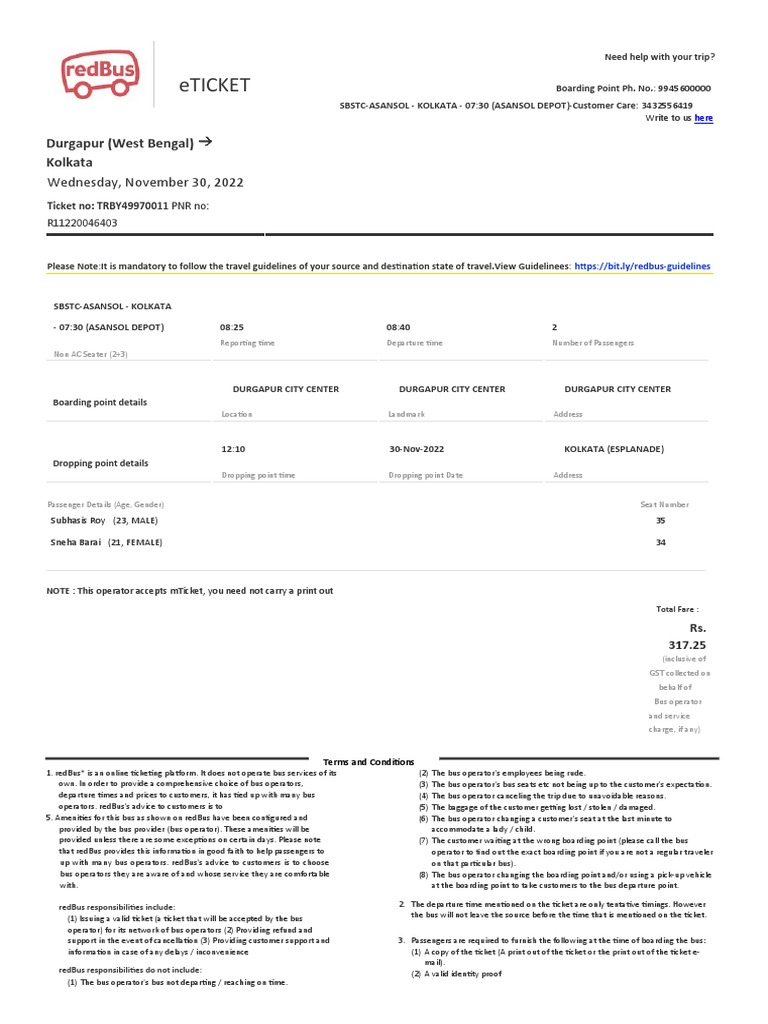 redBus
eTICKET
Need help with your trip?
Boarding Point Ph. No.: 9945600000
SBSTC-ASANSOL - KOLKATA - 07:30 (ASANSOL DEPOT)-Customer Care: 3432556419
Write to us here
Durgapur (West Bengal) →
Kolkata
Wednesday, November 30, 2022
Ticket no: TRBY49970011 PNR no:
R11220046403
Please Note:It is mandatory to follow the travel guidelines of your source and destination state of travel.View Guidelinees: https://bit.ly/redbus-guidelines
SBSTC-ASANSOL - KOLKATA
- 07:30 (ASANSOL DEPOT) 08:25 08:40 2
Reporting time Departure time Number of Passengers
Non AC Seater (2+3)
DURGAPUR CITY CENTER DURGAPUR CITY CENTER DURGAPUR CITY CENTER
Boarding point details
Location Landmark Address
12:10 30-Nov-2022 KOLKATA (ESPLANADE)
Dropping point details
Dropping point time Dropping point Date Address
Passenger Details (Age, Gender) Seat Number
Subhasis Roy (23, MALE) 35
Sneha Barai (21, FEMALE) 34
NOTE : This operator accepts mTicket, you need not carry a print out
Total Fare :
Rs.
317.25
(inclusive of
GST collected on
behalf of
Bus operator
and service
charge, if any)
Terms and Conditions
1. redBus* is an online ticketing platform. It does not operate bus services of its
own. In order to provide a comprehensive choice of bus operators,
departure times and prices to customers, it has tied up with many bus
operators. redBus's advice to customers is to
5. Amenities for this bus as shown on redBus have been configured and
provided by the bus provider (bus operator). These amenities will be
provided unless there are some exceptions on certain days. Please note
that redBus provides this information in good faith to help passengers to
up with many bus operators. redBus's advice to customers is to choose
bus operators they are aware of and whose service they are comfortable
with.
redBus responsibilities include:
(1) Issuing a valid ticket (a ticket that will be accepted by the bus
operator) for its network of bus operators (2) Providing refund and
support in the event of cancellation (3) Providing customer support and
information in case of any delays / inconvenience
redBus responsibilities do not include:
(1) The bus operator's bus not departing / reaching on time.
(2) The bus operator's employees being rude.
(3) The bus operator's bus seats etc not being up to the customer's expectation.
(4) The bus operator canceling the trip due to unavoidable reasons.
(5) The baggage of the customer getting lost / stolen / damaged.
(6) The bus operator changing a customer's seat at the last minute to
accommodate a lady / child.
(7) The customer waiting at the wrong boarding point (please call the bus
operator to find out the exact boarding point if you are not a regular traveler
on that particular bus).
(8) The bus operator changing the boarding point and/or using a pick-up vehicle
at the boarding point to take customers to the bus departure point.
2. The departure time mentioned on the ticket are only tentative timings. However
the bus will not leave the source before the time that is mentioned on the ticket.
3. Passengers are required to furnish the following at the time of boarding the bus:
(1) A copy of the ticket (A print out of the ticket or the print out of the ticket e-
mail).
(2) A valid identity proof